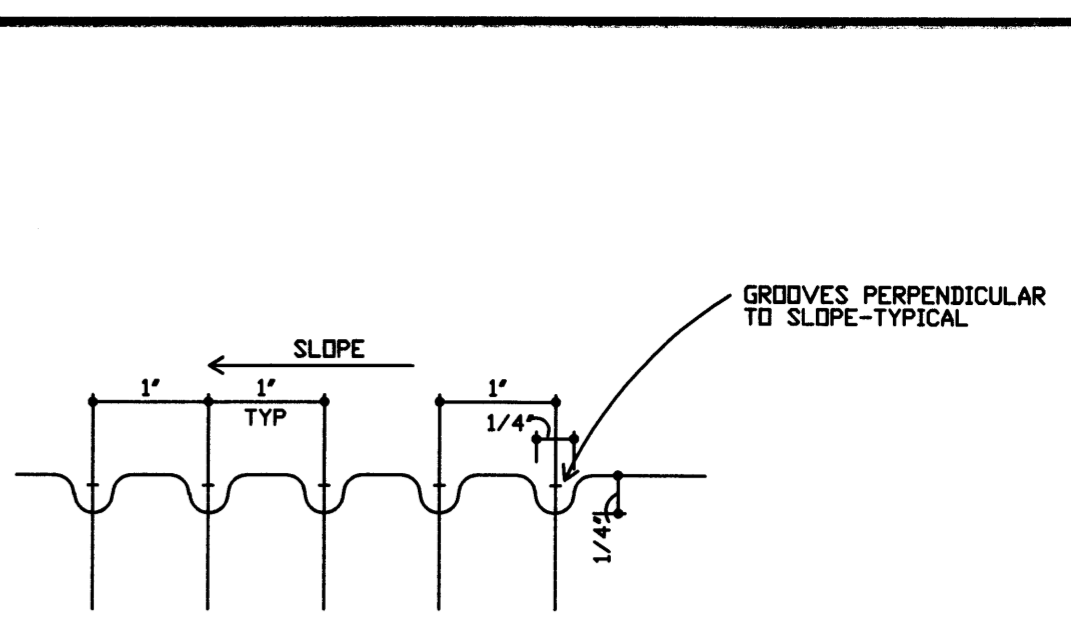 GROOVES PERPENDICULAR
TO SLOPE-TYPICAL
SLOPE
1" 1" 1"
TYP
1/4"
1/4"